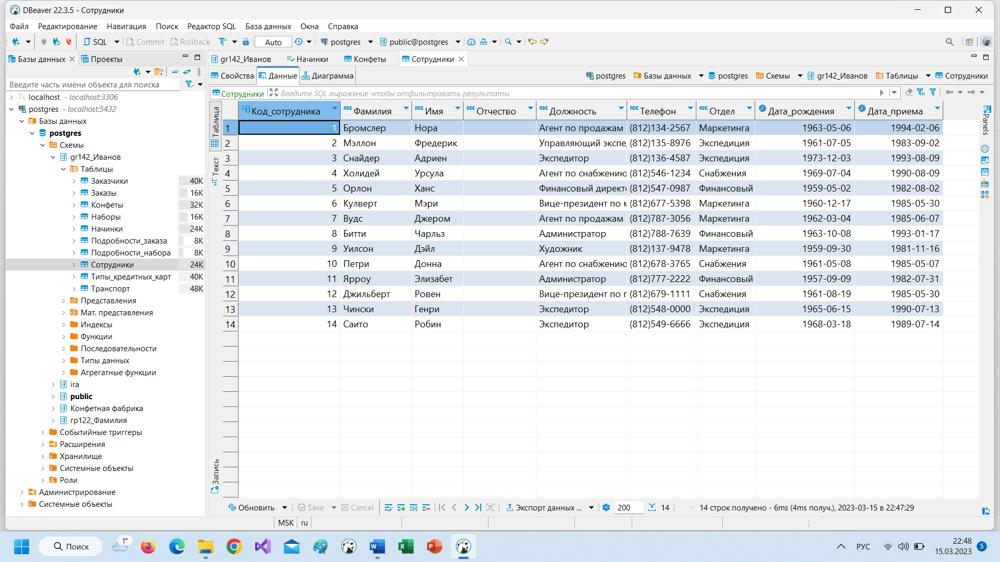 DBeaver 22.3.5 - Сотрудники
Файл Редактирование Навигация Поиск Редактор SQL База данных Окна Справка
SQL Commit Rollback Auto postgres public@postgres
Базы данных Проекты
Введите часть имени объекта для поиска
localhost - localhost:3306
postgres - localhost:5432
Базы данных
postgres
Схемы
gr142_Иванов
Таблицы
Заказчики 40K
Заказы 16K
Конфеты 32K
Наборы 16K
Начинки 24K
Подробности_заказа 8K
Подробности_набора 8K
Сотрудники 24K
Типы_кредитных_карт 40K
Транспорт 48K
Представления
Мат. представления
Индексы
Функции
Последовательности
Типы данных
Агрегатные функции
ira
public
Конфетная фабрика
гр122_Фамилия
Событийные триггеры
Расширения
Хранилище
Системные объекты
Роли
Администрирование
Системные объекты
gr142_Иванов Начинки Конфеты Сотрудники
Свойства Данные Диаграмма
postgres Базы данных postgres Схемы gr142_Иванов Таблицы Сотрудники
Сотрудники Введите SQL выражение чтобы отфильтровать результаты
Таблица
Текст
Запись
Panels
123 Код_сотрудника ABC Фамилия ABC Имя ABC Отчество ABC Должность ABC Телефон ABC Отдел Дата_рождения Дата_приема
1 1 Бромслер Нора Агент по продажам (812)134-2567 Маркетинга 1963-05-06 1994-02-06
2 2 Мэллон Фредерик Управляющий экспе (812)135-8976 Экспедиция 1961-07-05 1983-09-02
3 3 Снайдер Адриен Экспедитор (812)136-4587 Экспедиция 1973-12-03 1993-08-09
4 4 Холидей Урсула Агент по снабжению (812)546-1234 Снабжения 1969-07-04 1990-08-09
5 5 Орлон Ханс Финансовый директ (812)547-0987 Финансовый 1959-05-02 1982-08-02
6 6 Кулверт Мэри Вице-президент по (812)677-5398 Маркетинга 1960-12-17 1985-05-30
7 7 Вудс Джером Агент по продажам (812)787-3056 Маркетинга 1962-03-04 1985-06-07
8 8 Битти Чарльз Администратор (812)788-7639 Финансовый 1963-10-08 1993-01-17
9 9 Уилсон Дэйл Художник (812)137-9478 Маркетинга 1959-09-30 1981-11-16
10 10 Петри Донна Агент по снабжению (812)678-3765 Снабжения 1961-05-08 1985-05-07
11 11 Ярроу Элизабет Администратор (812)777-2222 Финансовый 1957-09-09 1982-07-31
12 12 Джильберт Ровен Вице-президент по (812)679-1111 Снабжения 1961-08-19 1985-05-30
13 13 Чински Генри Экспедитор (812)548-0000 Экспедиция 1965-06-15 1990-07-13
14 14 Саито Робин Экспедитор (812)549-6666 Экспедиция 1968-03-18 1989-07-14
Обновить Save Cancel Экспорт данных ... 200 14 14 строк получено - 6ms (4ms получ.), 2023-03-15 в 22:47:29
MSK ru
Поиск 1° РУС 22:48
15.03.2023 5